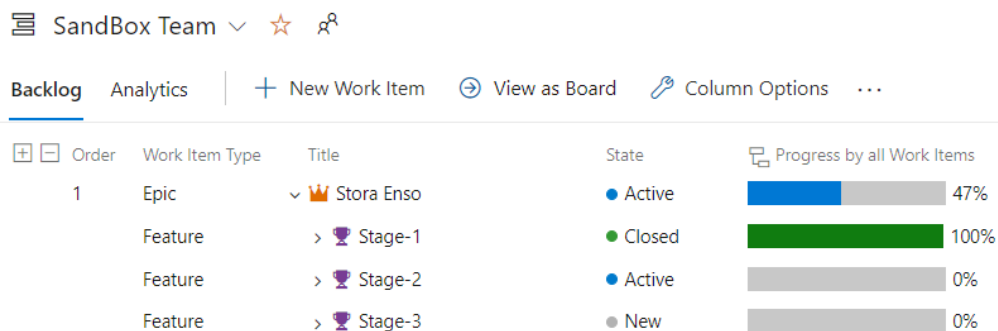 SandBox Team
Backlog Analytics New Work Item View as Board Column Options ...
Order Work Item Type Title State Progress by all Work Items
1 Epic Stora Enso Active 47%
Feature Stage-1 Closed 100%
Feature Stage-2 Active 0%
Feature Stage-3 New 0%